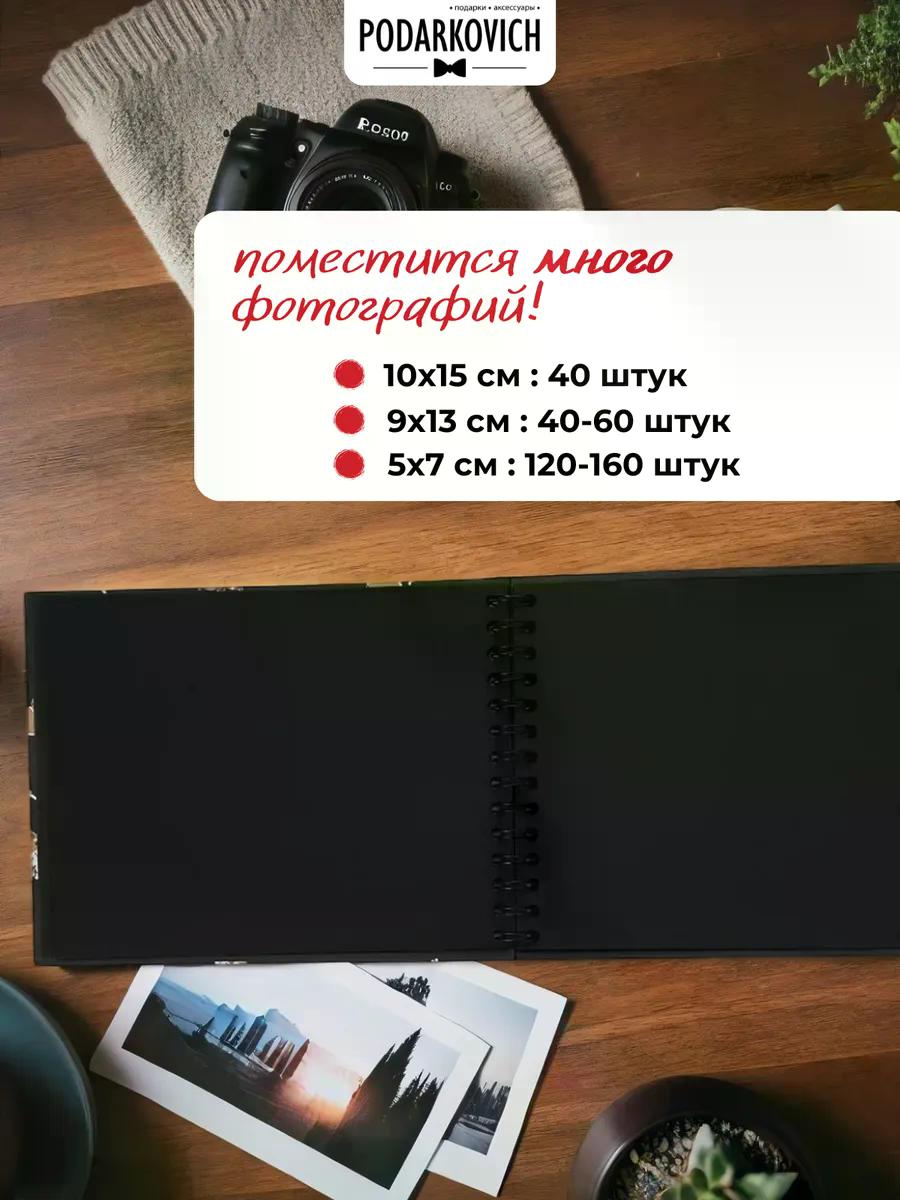 • подарки • аксессуары •
PODARKOVICH
поместится много
фотографий!
10x15 см : 40 штук
9x13 см : 40-60 штук
5x7 см : 120-160 штук